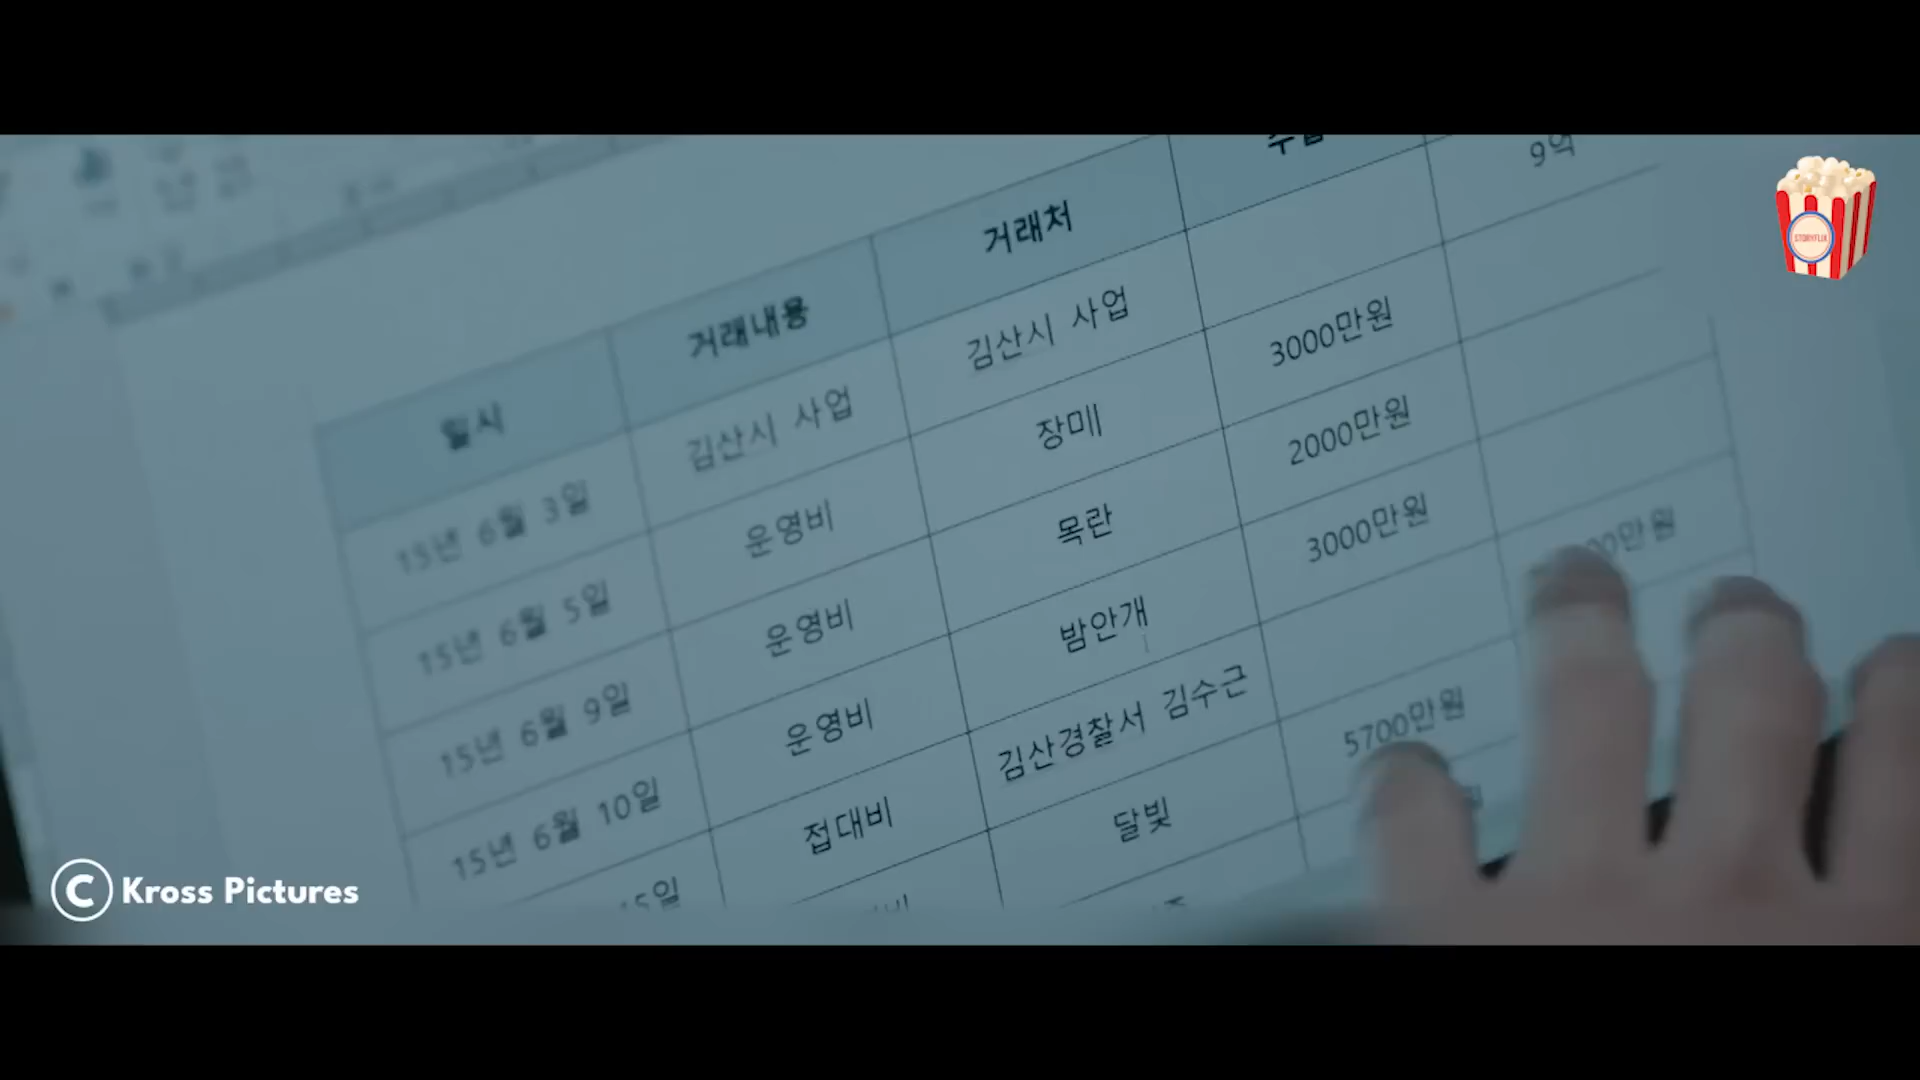 일시 거래내용 거래처
15년 6월 3일 김산시 사업 김산시 사업 9억
15년 6월 5일 운영비 장미 3000만원
15년 6월 9일 운영비 목란 2000만원
15년 6월 10일 운영비 밤안개 3000만원
5일 접대비 김산경찰서 김수근 만원
달빛 5700만원
STORYFLIX
© Kross Pictures